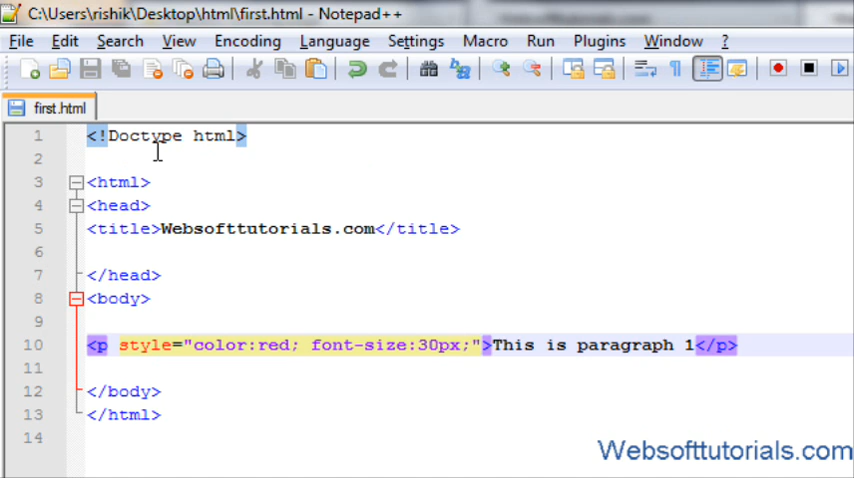 C:\Users\rishik\Desktop\html\first.html - Notepad++
File Edit Search View Encoding Language Settings Macro Run Plugins Window ?
first.html
1 <!Doctype html>
2
3 <html>
4 <head>
5 <title>Websofttutorials.com</title>
6
7 </head>
8 <body>
9
10 <p style="color:red; font-size:30px;">This is paragraph 1</p>
11
12 </body>
13 </html>
14
Websofttutorials.com